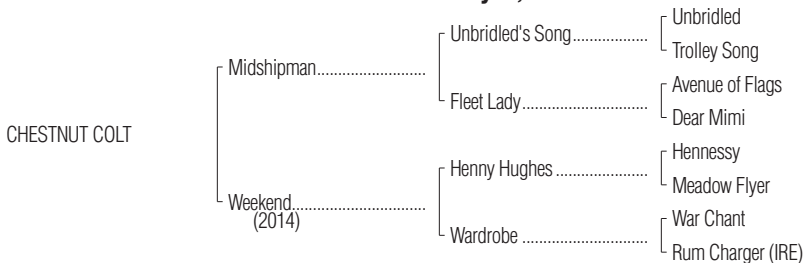 Unbridled
Unbridled's Song.................
Trolley Song
Midshipman..........................
Avenue of Flags
Fleet Lady..............................
Dear Mimi
CHESTNUT COLT
Hennessy
Henny Hughes ......................
Meadow Flyer
Weekend................................
(2014)
War Chant
Wardrobe ..............................
Rum Charger (IRE)